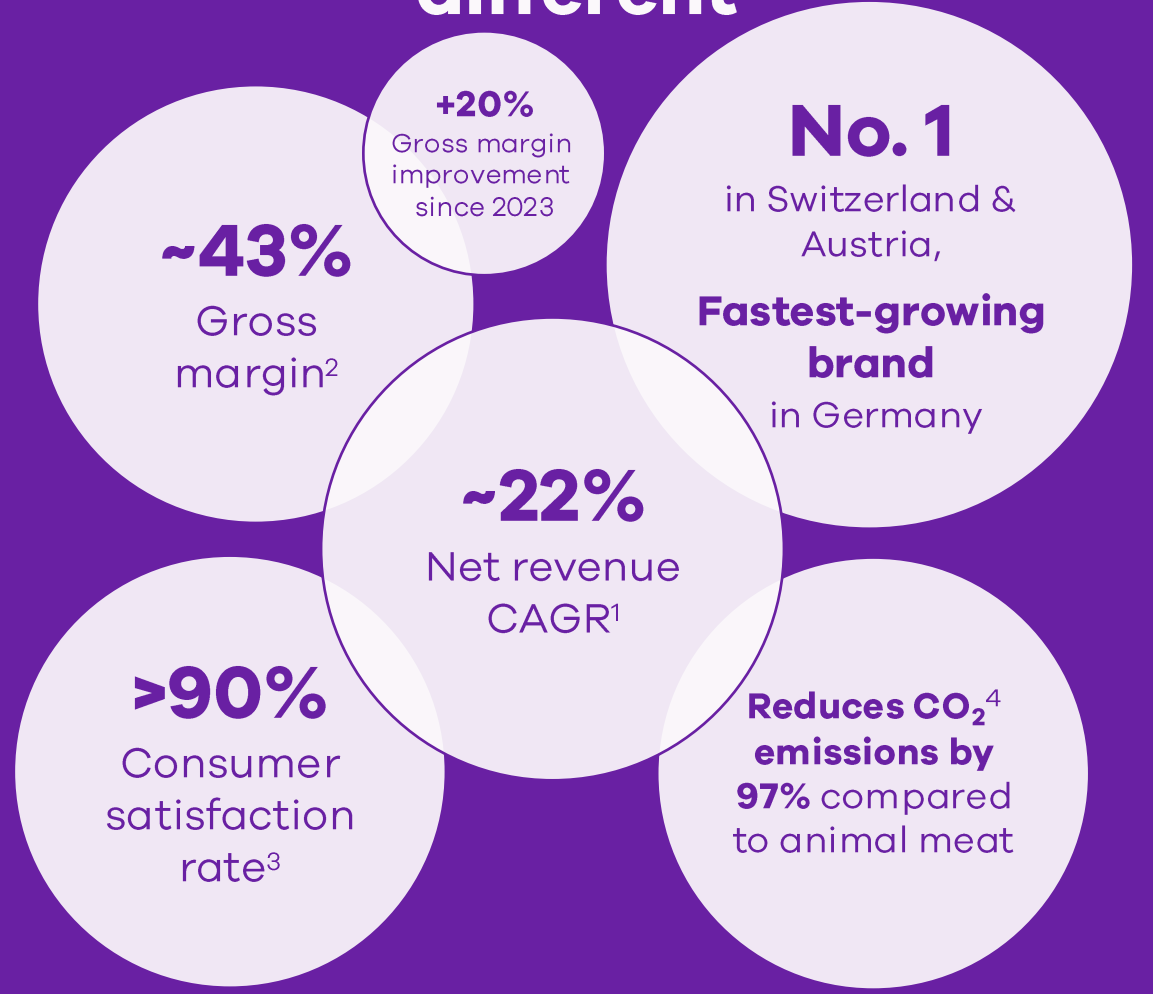 different
+20%
Gross margin
improvement
since 2023
No. 1
in Switzerland &
Austria,
Fastest-growing
brand
in Germany
~43%
Gross
margin²
~22%
Net revenue
CAGR¹
>90%
Consumer
satisfaction
rate³
Reduces CO₂⁴
emissions by
97% compared
to animal meat